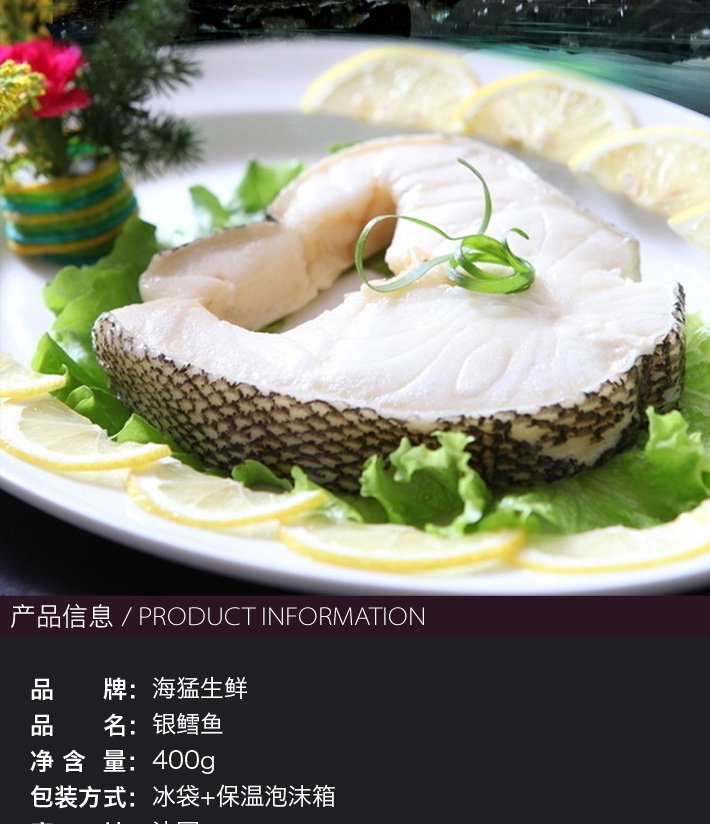 产品信息 / PRODUCT INFORMATION
品 牌：海猛生鲜
品 名：银鳕鱼
净 含 量：400g
包装方式：冰袋+保温泡沫箱